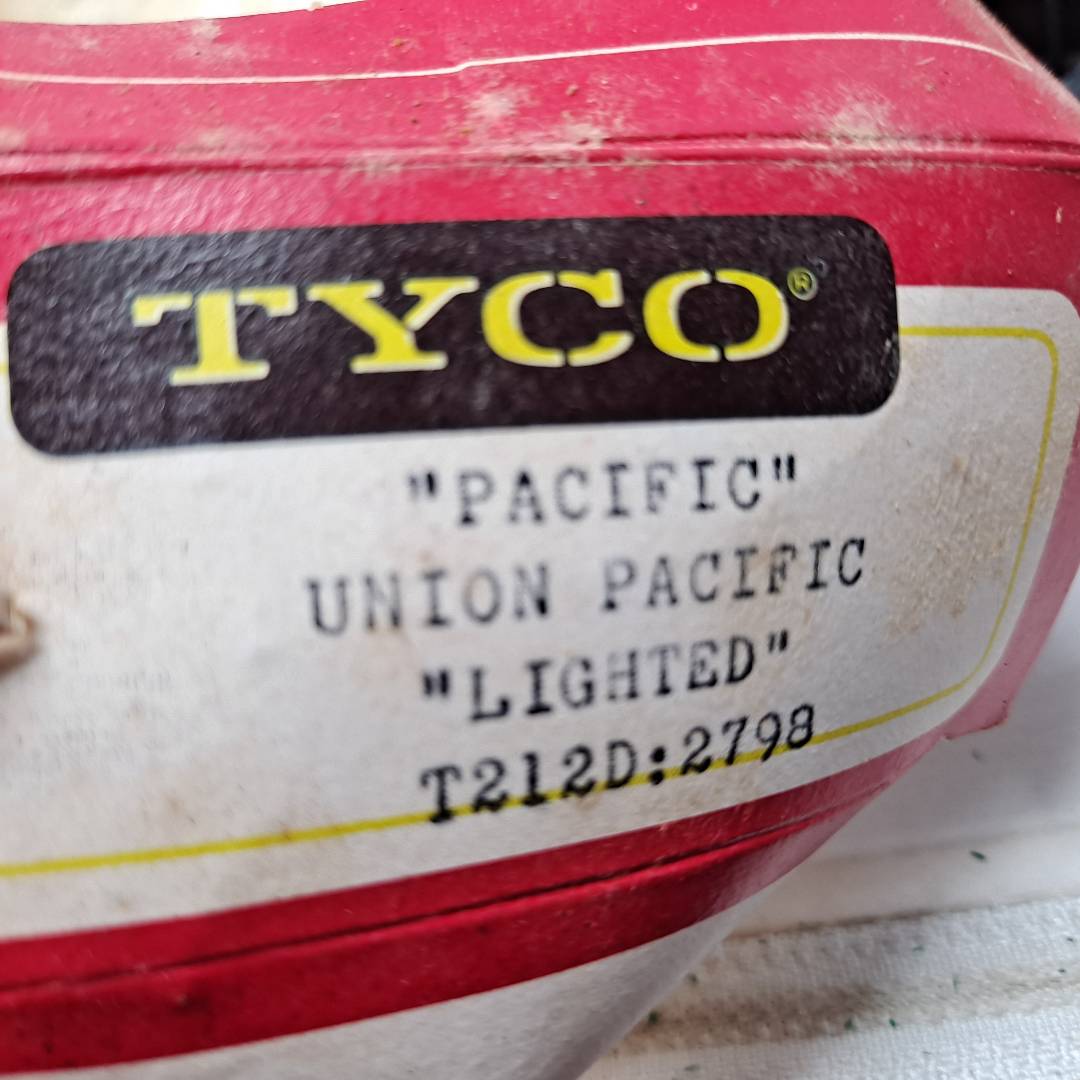 TYCO®
"PACIFIC"
UNION PACIFIC
"LIGHTED"
T212D:2798